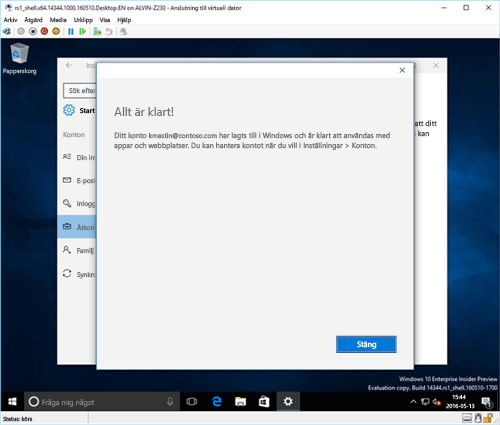 rs1_shell.x64.14344.1000.160510.Desktop.EN on ALVIN-Z230 - Anslutning till virtuell dator
Arkiv Åtgärd Media Urklipp Visa Hjälp
Papperskorg
Sök efter
Start
Konton
Din in
E-post
Inlogg
Åtkom
Familj
Synkro
att ditt
kan
Allt är klart!
Ditt konto kmastin@contoso.com har lagts till i Windows och är klart att användas med
appar och webbplatser. Du kan hantera kontot när du vill i Inställningar > Konton.
Stäng
Windows 10 Enterprise Insider Preview
Evaluation copy. Build 14344.rs1_shell.160510-1700
Fråga mig något
15:44
2016-05-13
Status: körs